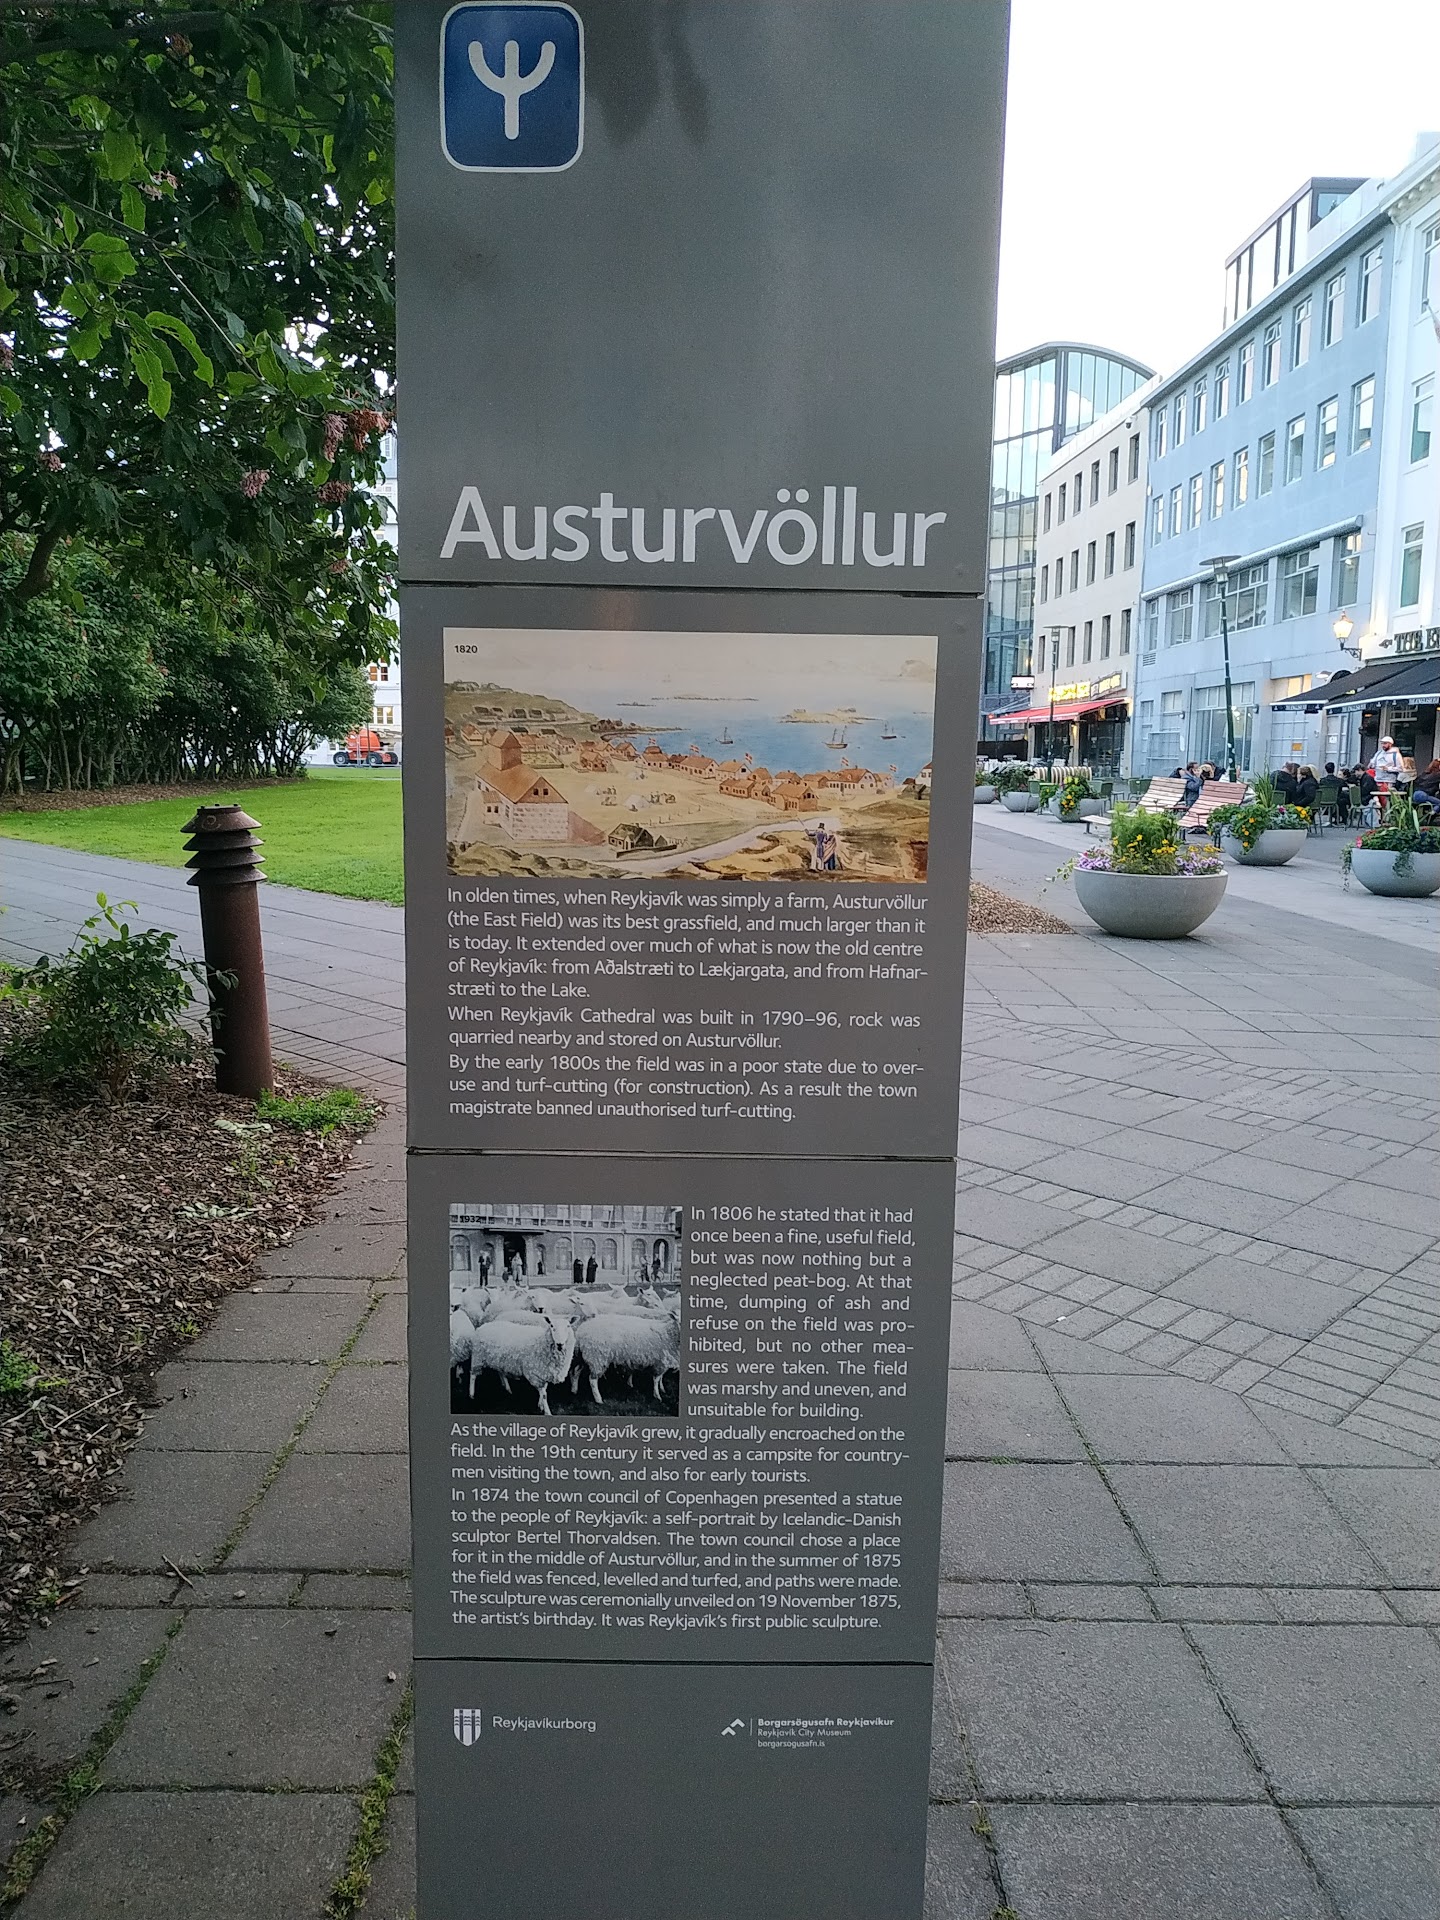 Austurvöllur
1820
In olden times, when Reykjavík was simply a farm, Austurvöllur
(the East Field) was its best grassfield, and much larger than it
is today. It extended over much of what is now the old centre
of Reykjavík: from Aðalstræti to Lækjargata, and from Hafnar-
stræti to the Lake.
When Reykjavík Cathedral was built in 1790–96, rock was
quarried nearby and stored on Austurvöllur.
By the early 1800s the field was in a poor state due to over-
use and turf-cutting (for construction). As a result the town
magistrate banned unauthorised turf-cutting.
1932
In 1806 he stated that it had
once been a fine, useful field,
but was now nothing but a
neglected peat-bog. At that
time, dumping of ash and
refuse on the field was pro-
hibited, but no other mea-
sures were taken. The field
was marshy and uneven, and
unsuitable for building.
As the village of Reykjavík grew, it gradually encroached on the
field. In the 19th century it served as a campsite for country-
men visiting the town, and also for early tourists.
In 1874 the town council of Copenhagen presented a statue
to the people of Reykjavík: a self-portrait by Icelandic-Danish
sculptor Bertel Thorvaldsen. The town council chose a place
for it in the middle of Austurvöllur, and in the summer of 1875
the field was fenced, levelled and turfed, and paths were made.
The sculpture was ceremonially unveiled on 19 November 1875,
the artist's birthday. It was Reykjavík's first public sculpture.
Reykjavíkurborg
Borgarsögusafn Reykjavíkur
Reykjavík City Museum
borgarsogusafn.is
THE